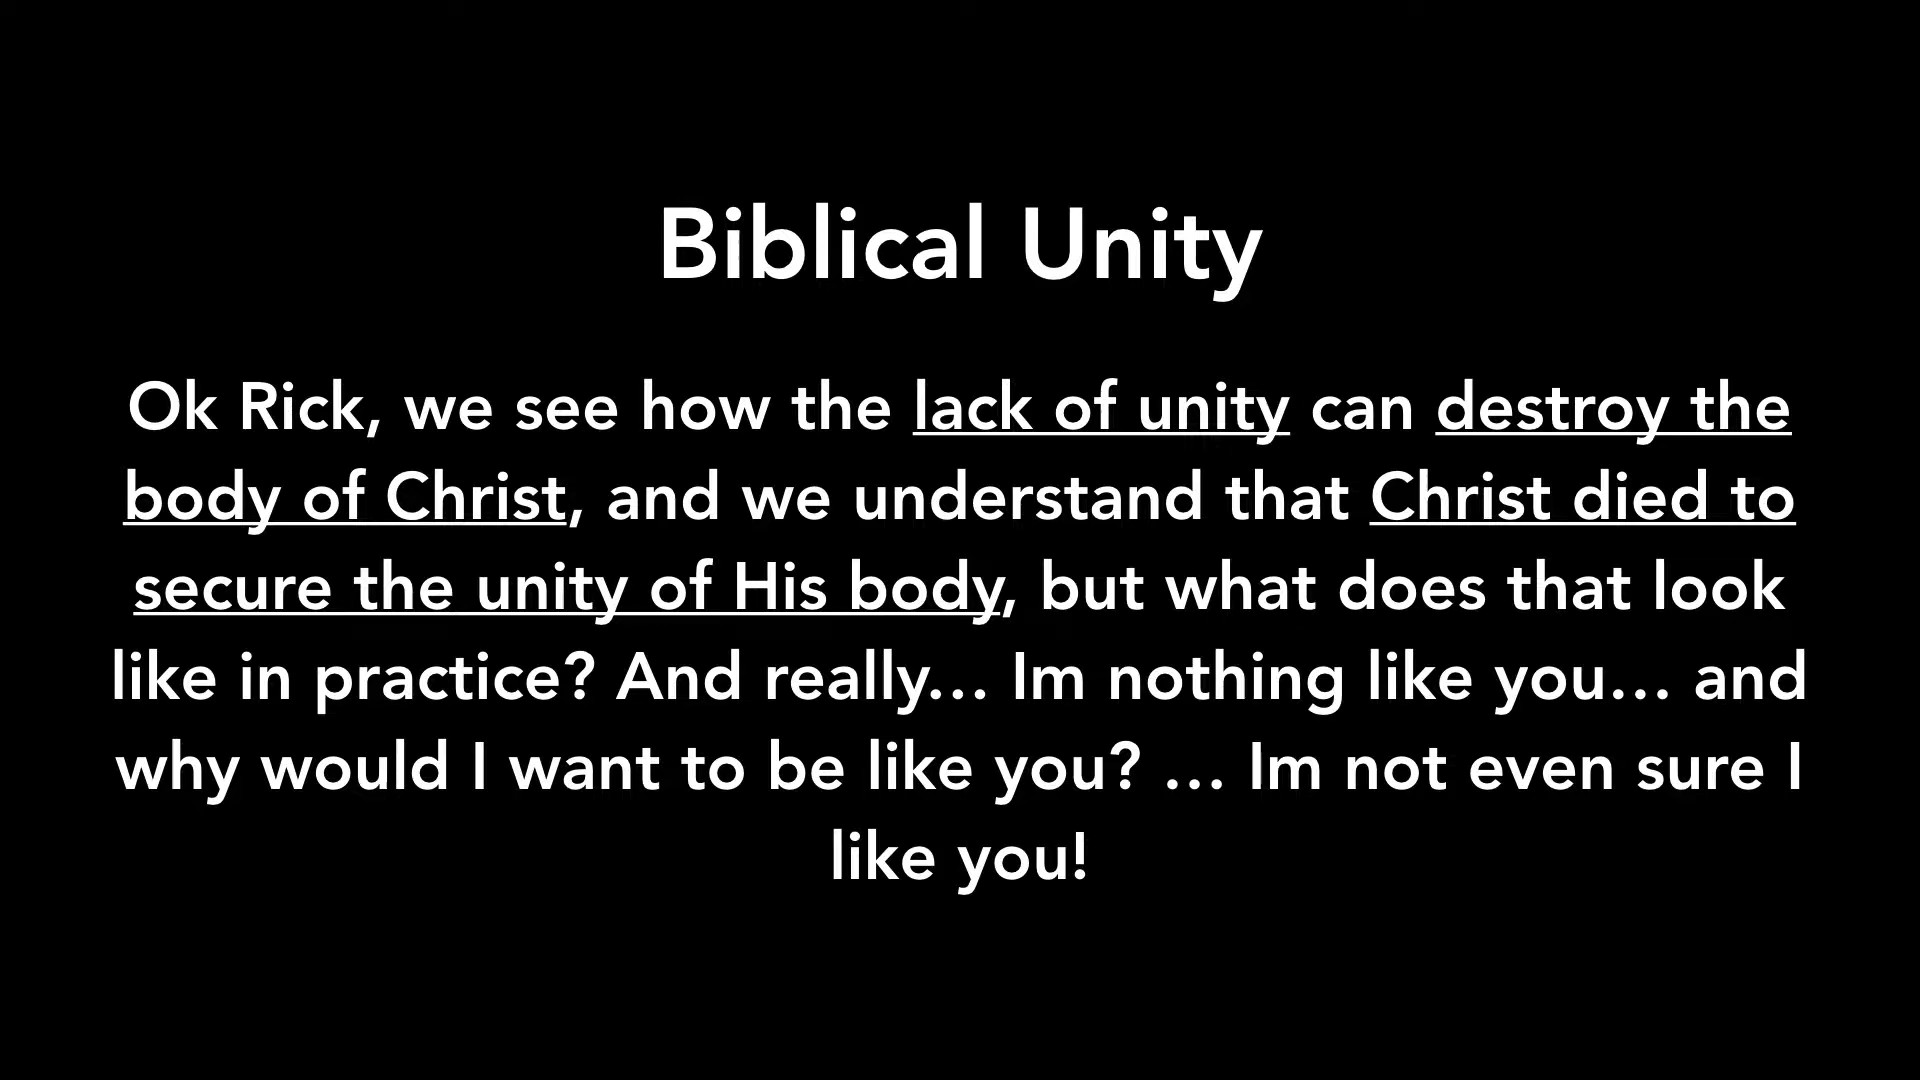 Biblical Unity
Ok Rick, we see how the lack of unity can destroy the
body of Christ, and we understand that Christ died to
secure the unity of His body, but what does that look
like in practice? And really… Im nothing like you… and
why would I want to be like you? … Im not even sure I
like you!